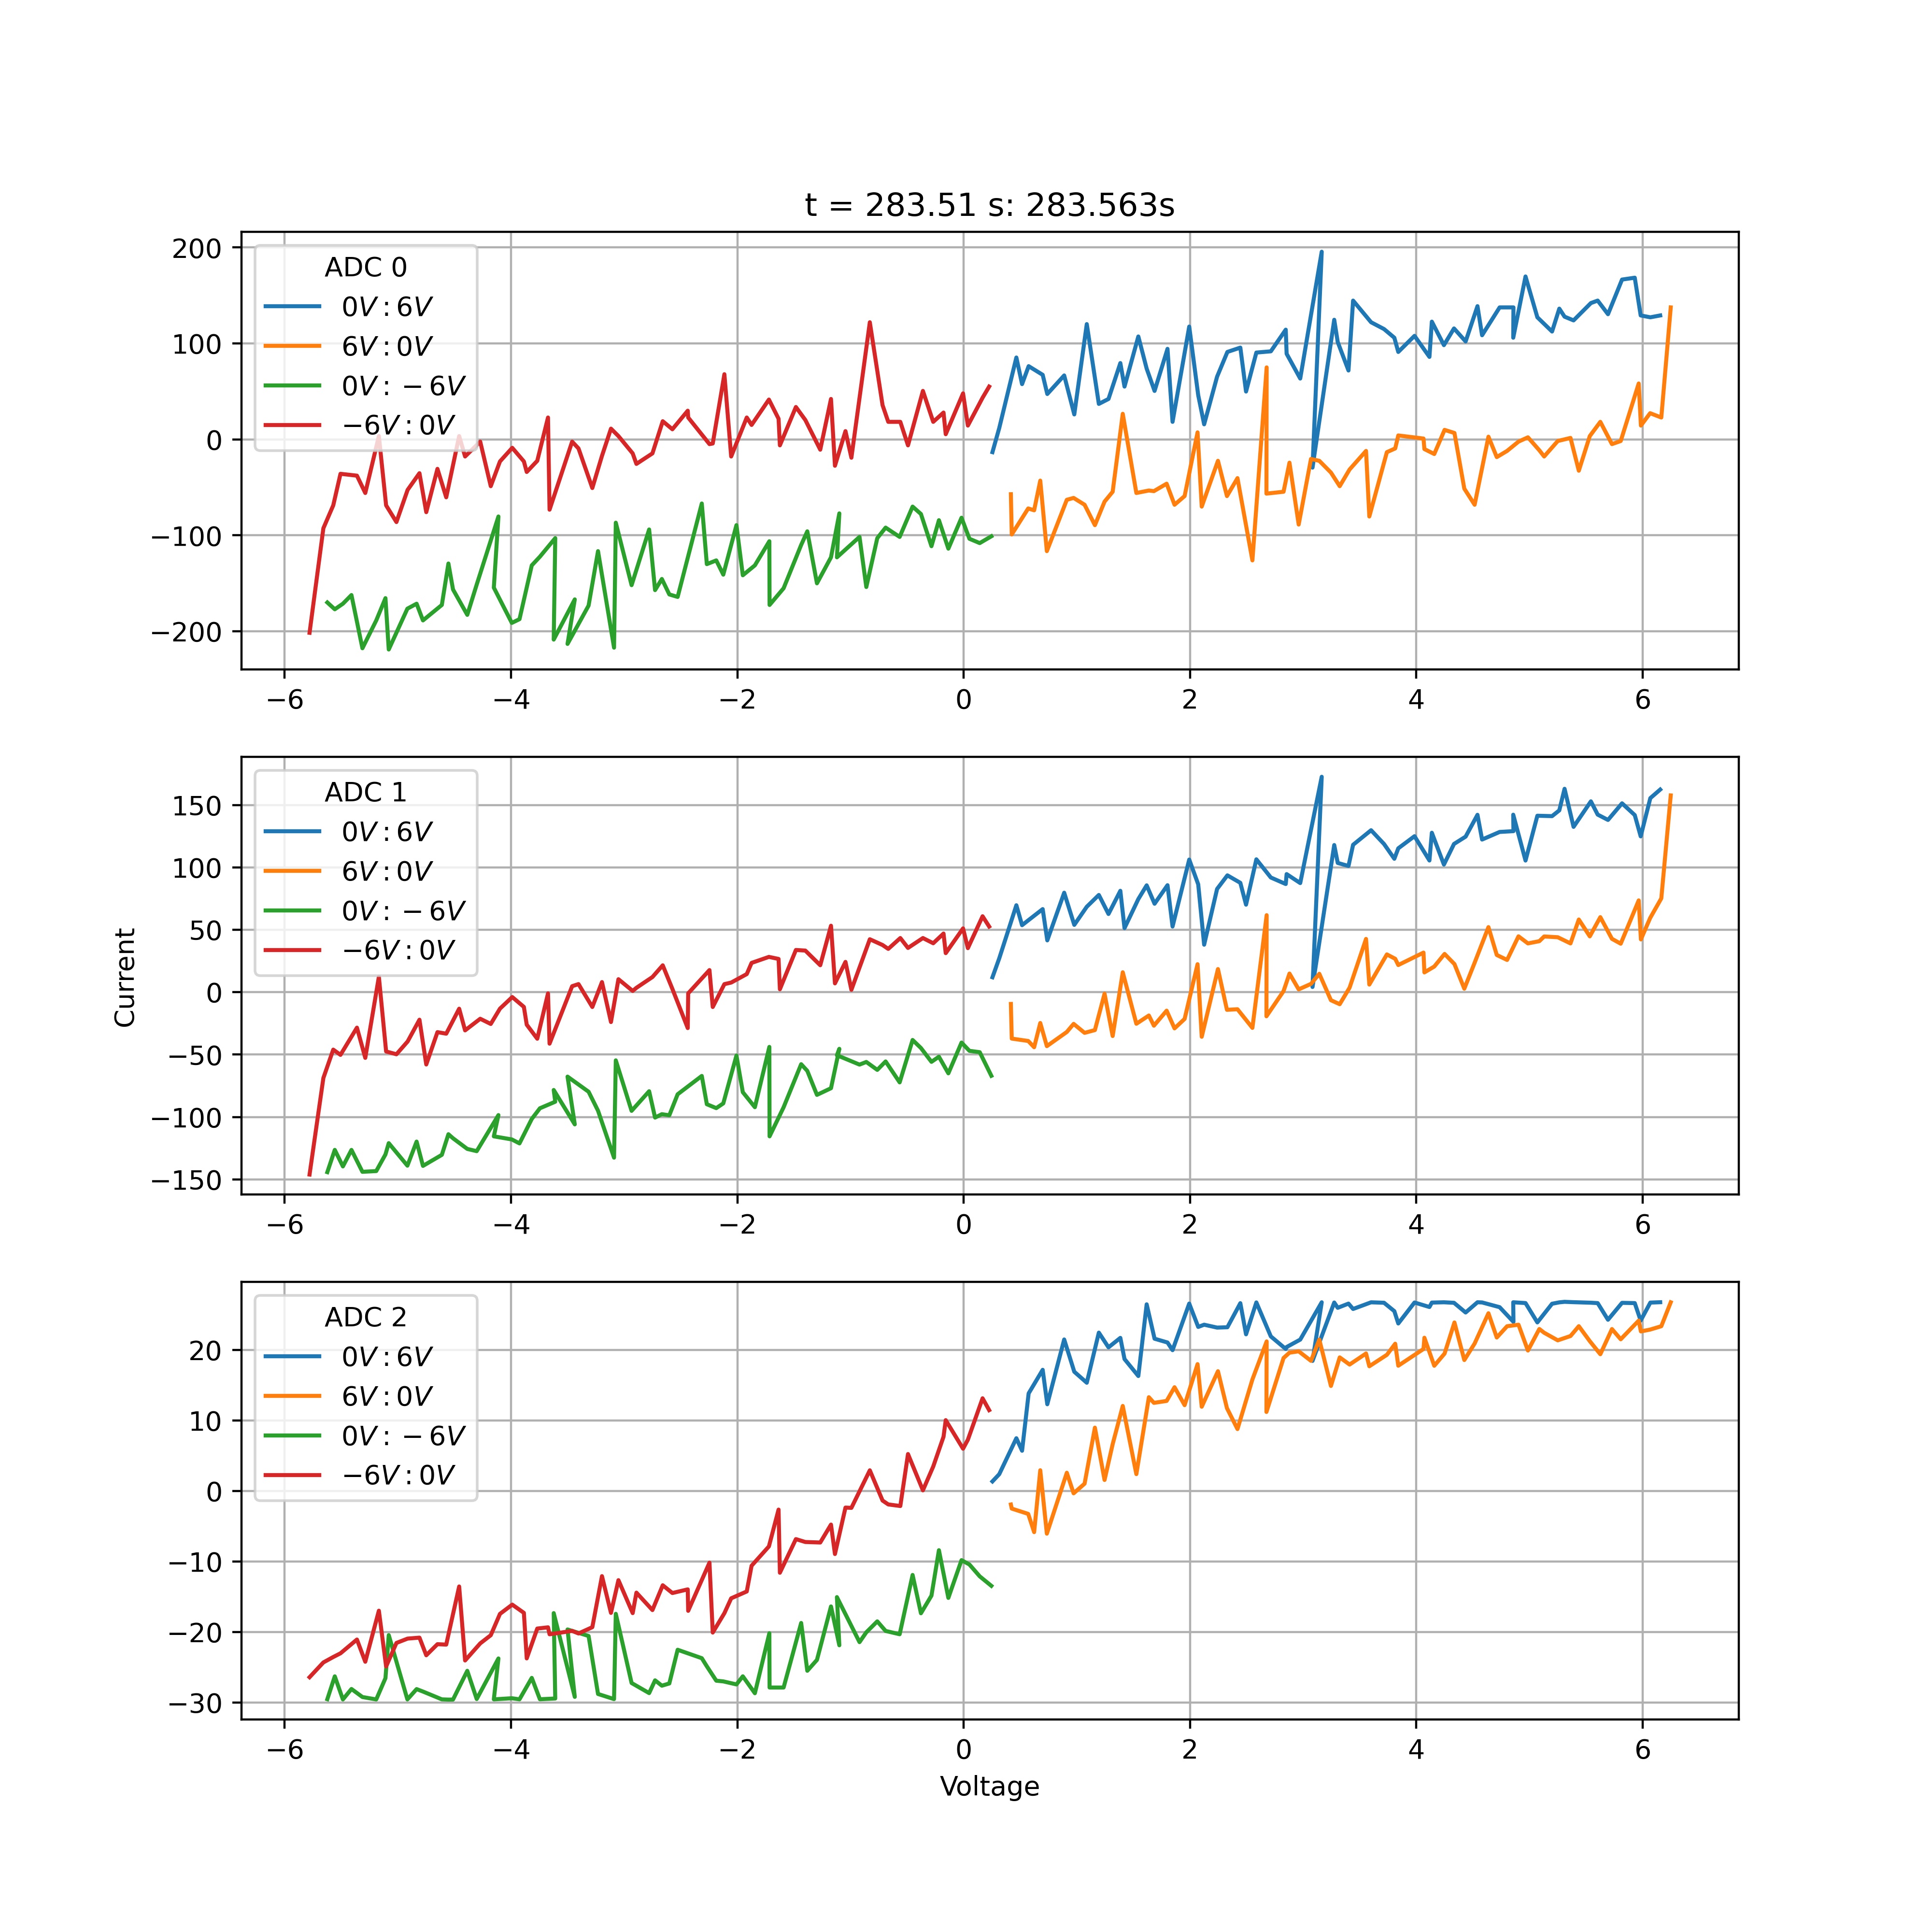 t = 283.51 s: 283.563s
ADC 0
0V : 6V
6V : 0V
0V : −6V
−6V : 0V
200
100
0
−100
−200
−6 −4 −2 0 2 4 6
Current
ADC 1
0V : 6V
6V : 0V
0V : −6V
−6V : 0V
150
100
50
0
−50
−100
−150
−6 −4 −2 0 2 4 6
ADC 2
0V : 6V
6V : 0V
0V : −6V
−6V : 0V
20
10
0
−10
−20
−30
−6 −4 −2 0 2 4 6
Voltage